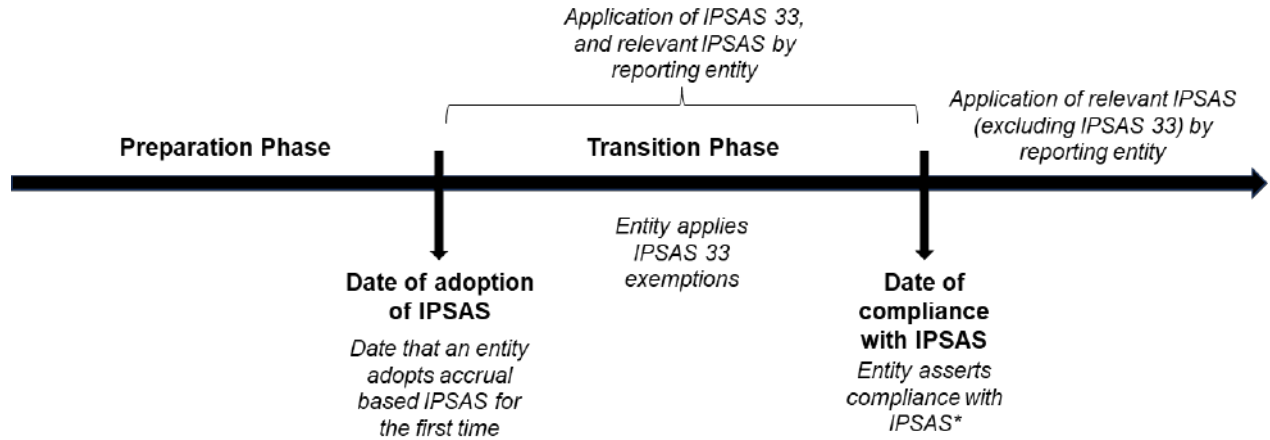 Application of IPSAS 33,
and relevant IPSAS by
reporting entity
Application of relevant IPSAS
(excluding IPSAS 33) by
reporting entity
Preparation Phase
Transition Phase
Entity applies
IPSAS 33
exemptions
Date of adoption
of IPSAS
Date that an entity
adopts accrual
based IPSAS for
the first time
Date of
compliance
with IPSAS
Entity asserts
compliance with
IPSAS*